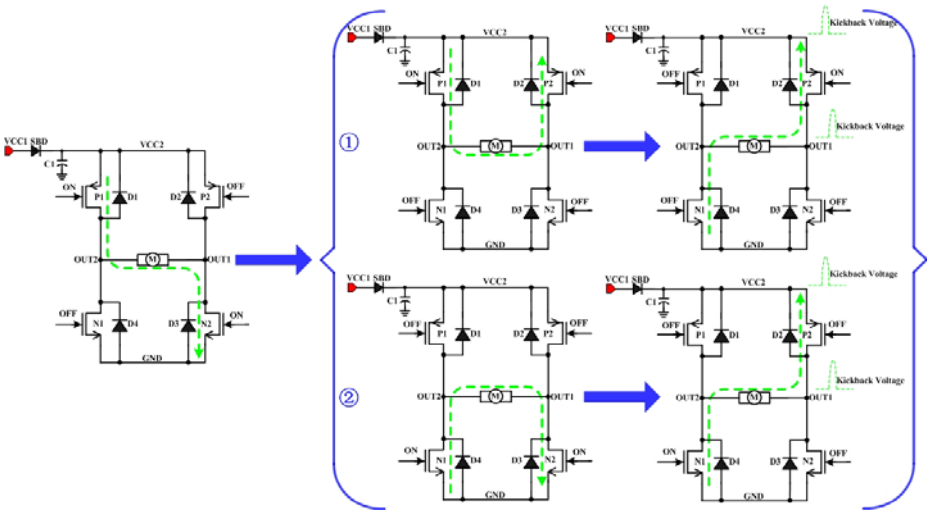 VCC1 SBD
VCC2
C1
ON
P1
D1
D2
P2
OFF
OUT2
M
OUT1
OFF
N1
D4
D3
N2
ON
GND
①
VCC1 SBD
VCC2
C1
ON
P1
D1
D2
P2
ON
OUT2
M
OUT1
OFF
N1
D4
D3
N2
OFF
GND
VCC1 SBD
VCC2
Kickback Voltage
C1
OFF
P1
D1
D2
P2
OFF
Kickback Voltage
OUT2
M
OUT1
OFF
N1
D4
D3
N2
OFF
GND
②
VCC1 SBD
VCC2
C1
OFF
P1
D1
D2
P2
OFF
OUT2
M
OUT1
ON
N1
D4
D3
N2
ON
GND
VCC1 SBD
VCC2
Kickback Voltage
C1
OFF
P1
D1
D2
P2
OFF
Kickback Voltage
OUT2
M
OUT1
OFF
N1
D4
D3
N2
OFF
GND